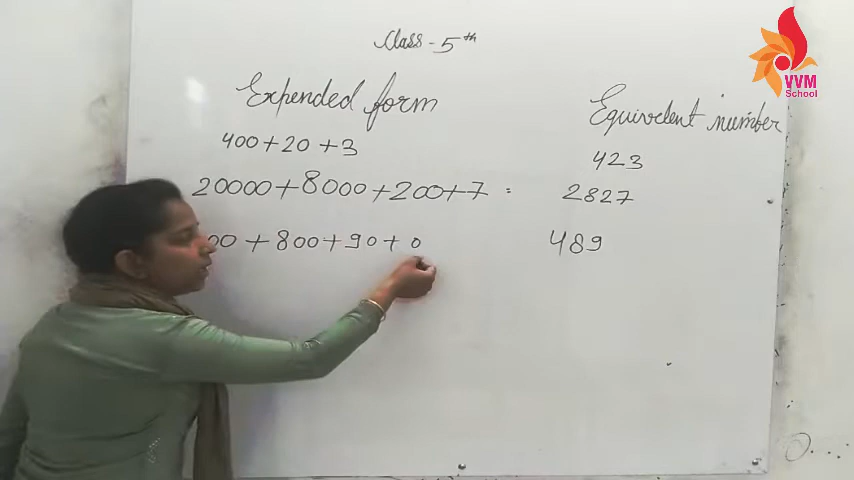 Class - 5th
VVM
School
Expended form
Equivelent number
400+20+3
423
20000+8000+200+7 =
2827
00+800+90+0
489